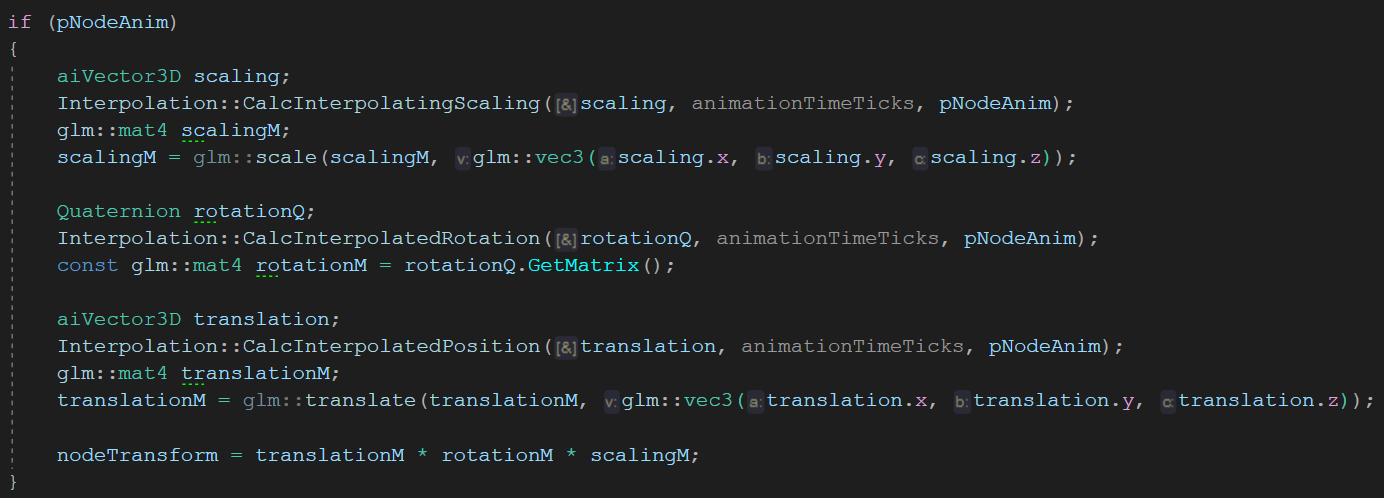 if (pNodeAnim)
{
    aiVector3D scaling;
    Interpolation::CalcInterpolatingScaling([&]scaling, animationTimeTicks, pNodeAnim);
    glm::mat4 scalingM;
    scalingM = glm::scale(scalingM, v:glm::vec3(a:scaling.x, b:scaling.y, c:scaling.z));

    Quaternion rotationQ;
    Interpolation::CalcInterpolatedRotation([&]rotationQ, animationTimeTicks, pNodeAnim);
    const glm::mat4 rotationM = rotationQ.GetMatrix();

    aiVector3D translation;
    Interpolation::CalcInterpolatedPosition([&]translation, animationTimeTicks, pNodeAnim);
    glm::mat4 translationM;
    translationM = glm::translate(translationM, v:glm::vec3(a:translation.x, b:translation.y, c:translation.z));

    nodeTransform = translationM * rotationM * scalingM;
}